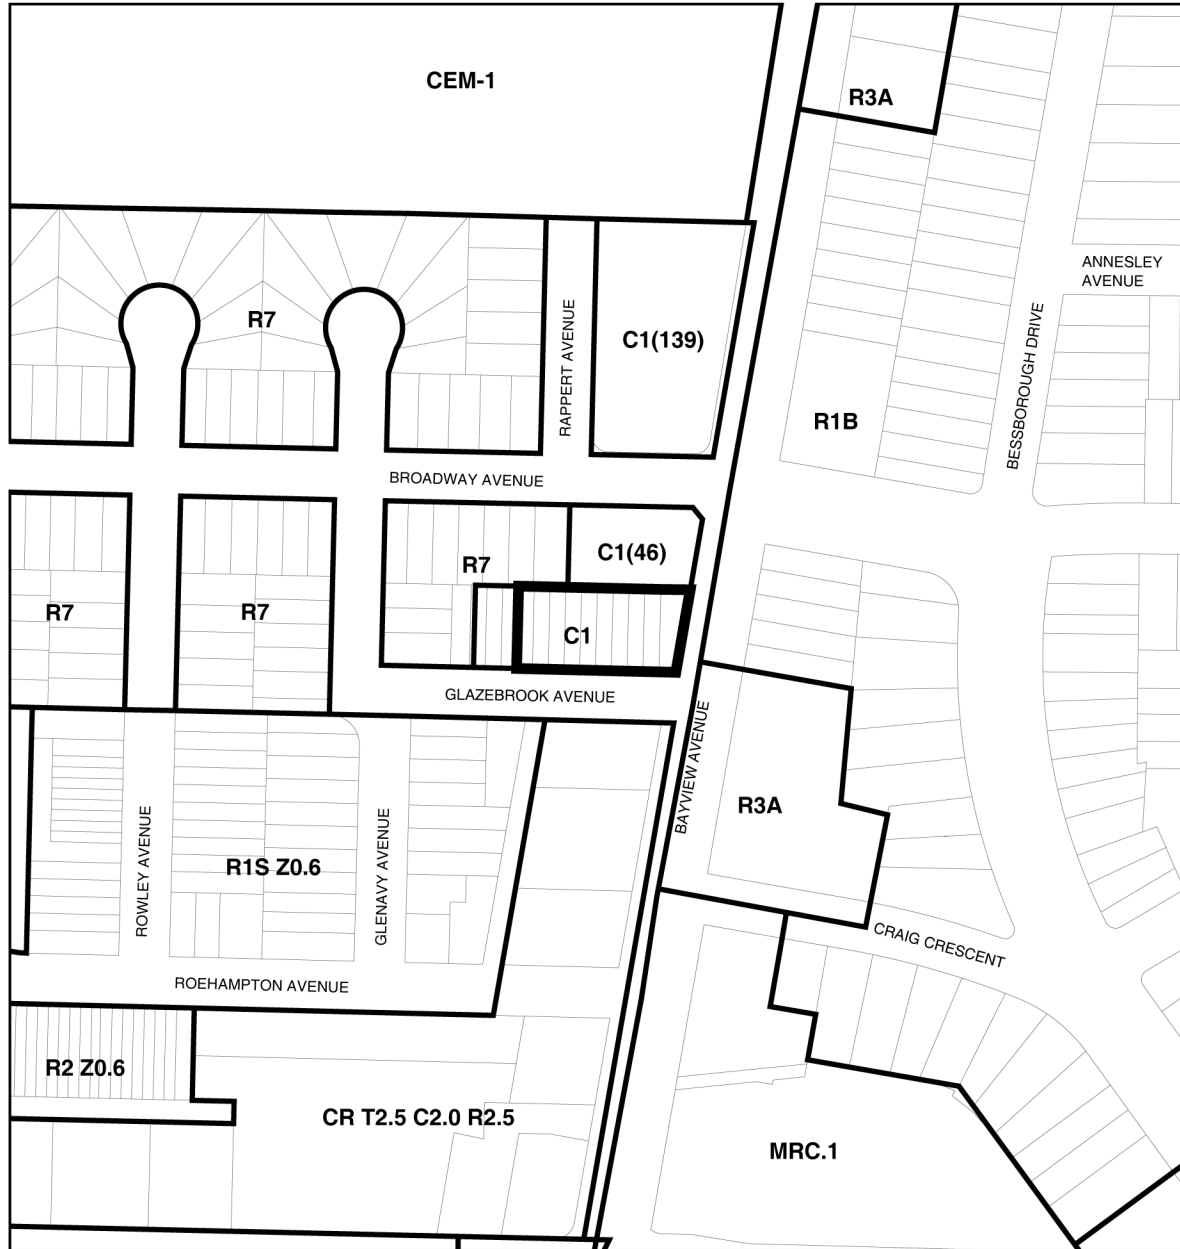 CEM-1
R3A
ANNESLEY
AVENUE
R7
RAPPERT AVENUE
C1(139)
BESSBOROUGH DRIVE
R1B
BROADWAY AVENUE
C1(46)
R7
R7
R7
C1
GLAZEBROOK AVENUE
BAYVIEW AVENUE
R3A
ROWLEY AVENUE
R1S Z0.6
GLENAVY AVENUE
CRAIG CRESCENT
ROEHAMPTON AVENUE
R2 Z0.6
CR T2.5 C2.0 R2.5
MRC.1